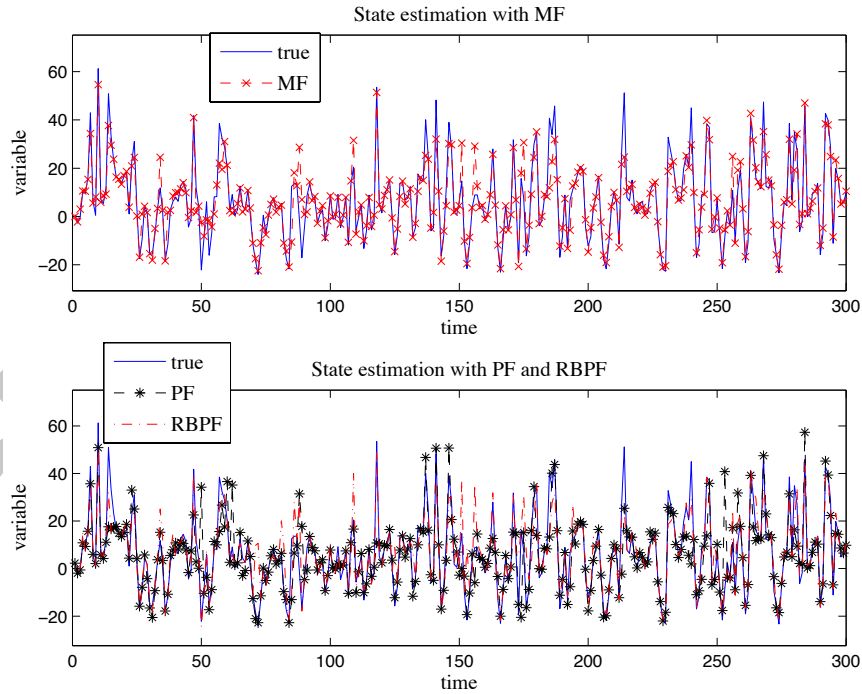 State estimation with MF
true
MF
variable
60
40
20
0
−20
0
50
100
150
200
250
300
time
State estimation with PF and RBPF
true
PF
RBPF
variable
60
40
20
0
−20
0
50
100
150
200
250
300
time